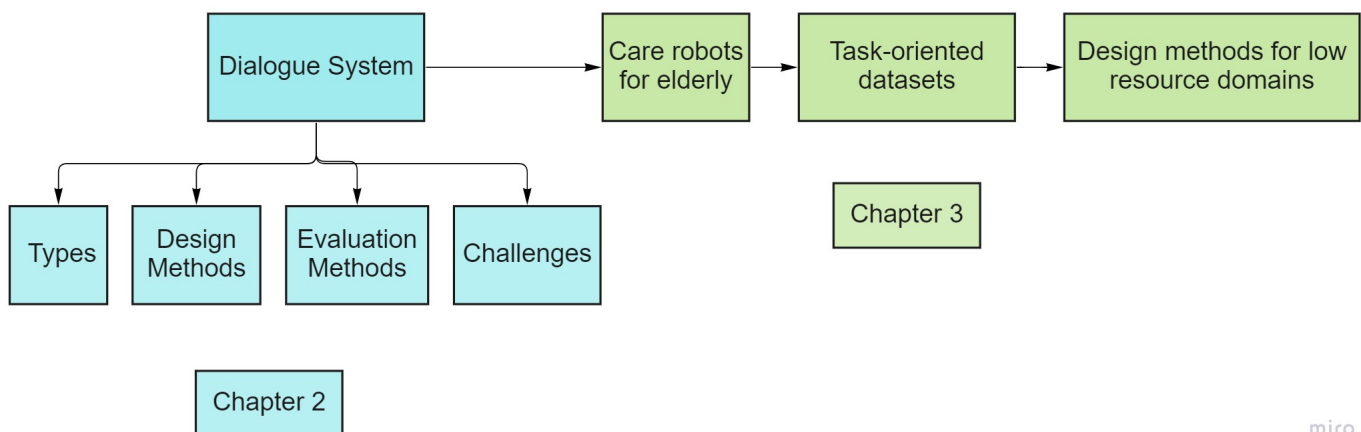 Dialogue System
Care robots
for elderly
Task-oriented
datasets
Design methods for low
resource domains
Types
Design
Methods
Evaluation
Methods
Challenges
Chapter 3
Chapter 2
miro